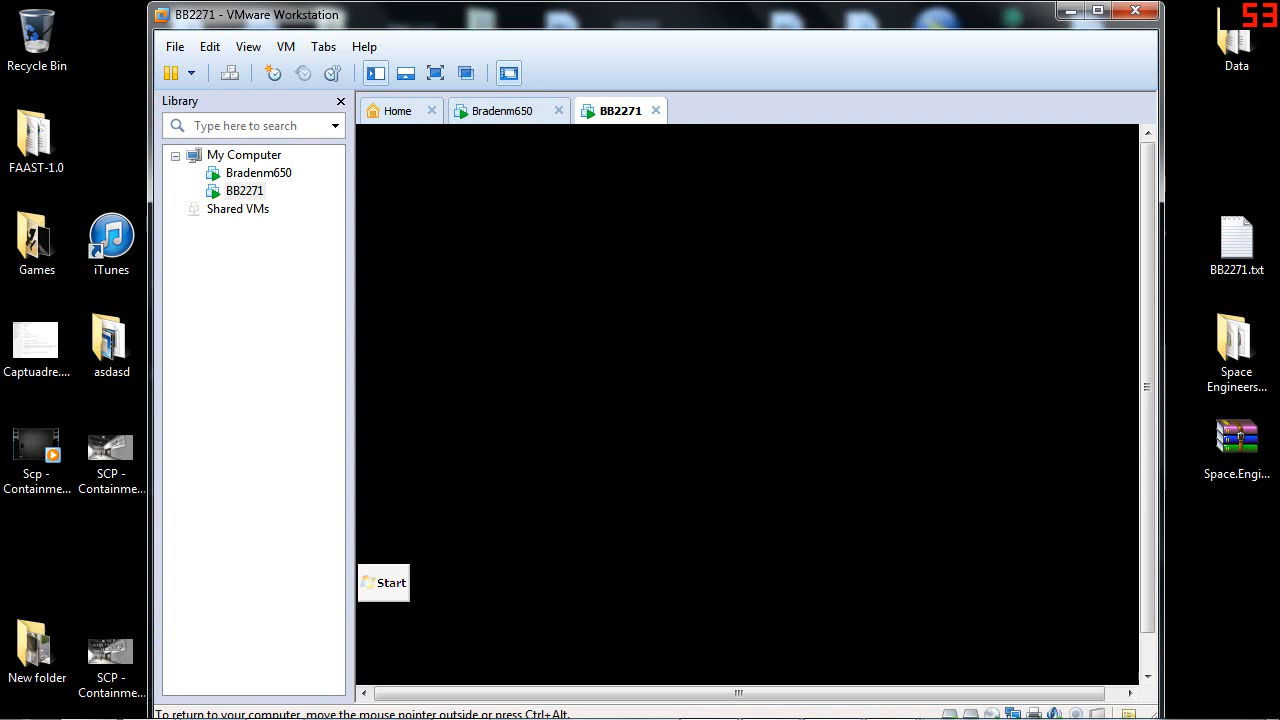 BB2271 - VMware Workstation
53
File Edit View VM Tabs Help
Library
Home
Bradenm650
BB2271
Type here to search
My Computer
Bradenm650
BB2271
Shared VMs
Start
To return to your computer, move the mouse pointer outside or press Ctrl+Alt.
Recycle Bin
FAAST-1.0
Games
iTunes
Captuadre....
asdasd
Scp -
Containme...
SCP -
Containme...
New folder
SCP -
Containme...
Data
BB2271.txt
Space
Engineers...
Space.Engi...